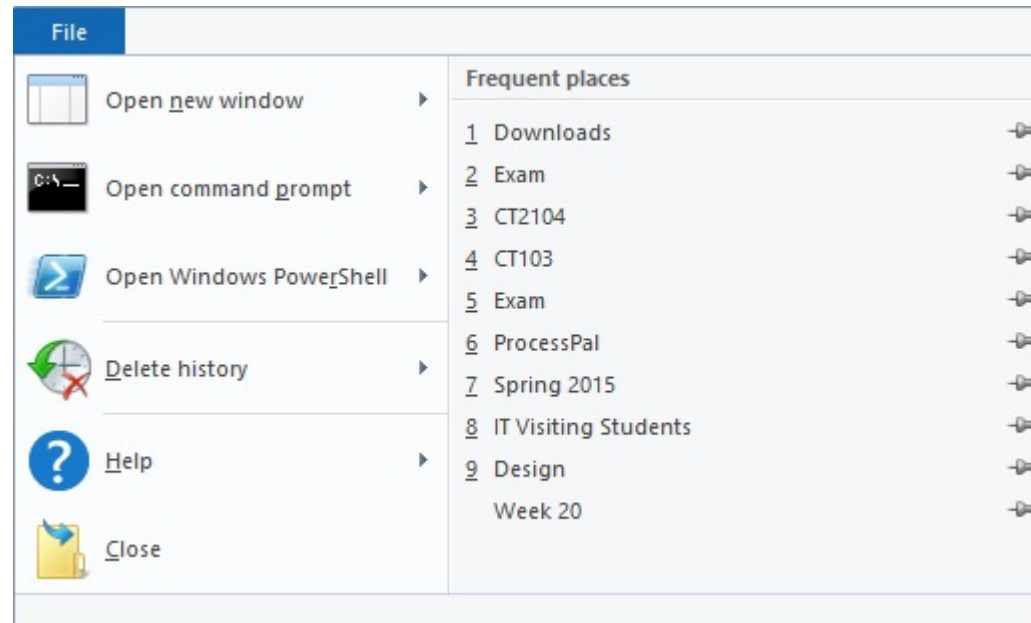 File
Open new window
Open command prompt
Open Windows PowerShell
Delete history
Help
Close
Frequent places
1 Downloads
2 Exam
3 CT2104
4 CT103
5 Exam
6 ProcessPal
7 Spring 2015
8 IT Visiting Students
9 Design
Week 20
C:\_